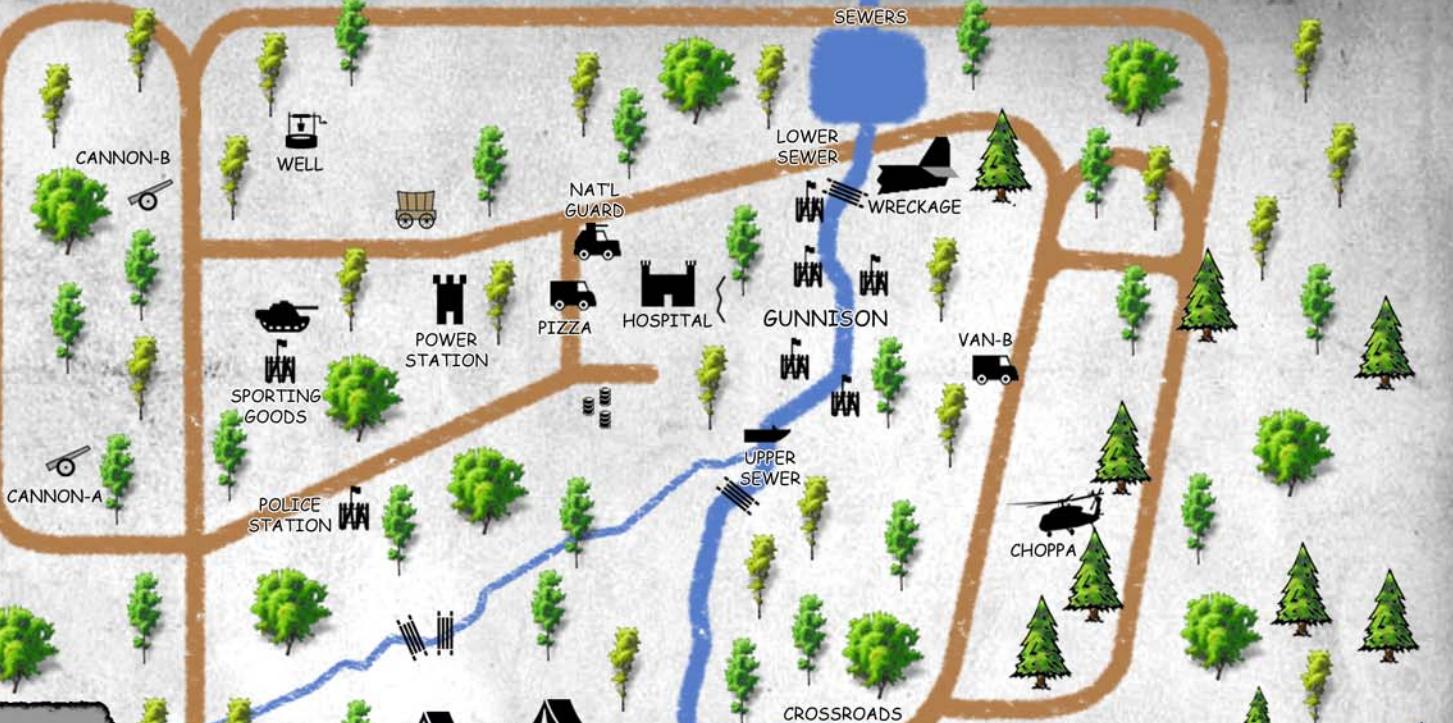 SEWERS
LOWER
SEWER
CANNON-B
WELL
NAT'L
GUARD
WRECKAGE
PIZZA
HOSPITAL
GUNNISON
POWER
STATION
VAN-B
SPORTING
GOODS
UPPER
SEWER
CANNON-A
POLICE
STATION
CHOPPA
CROSSROADS